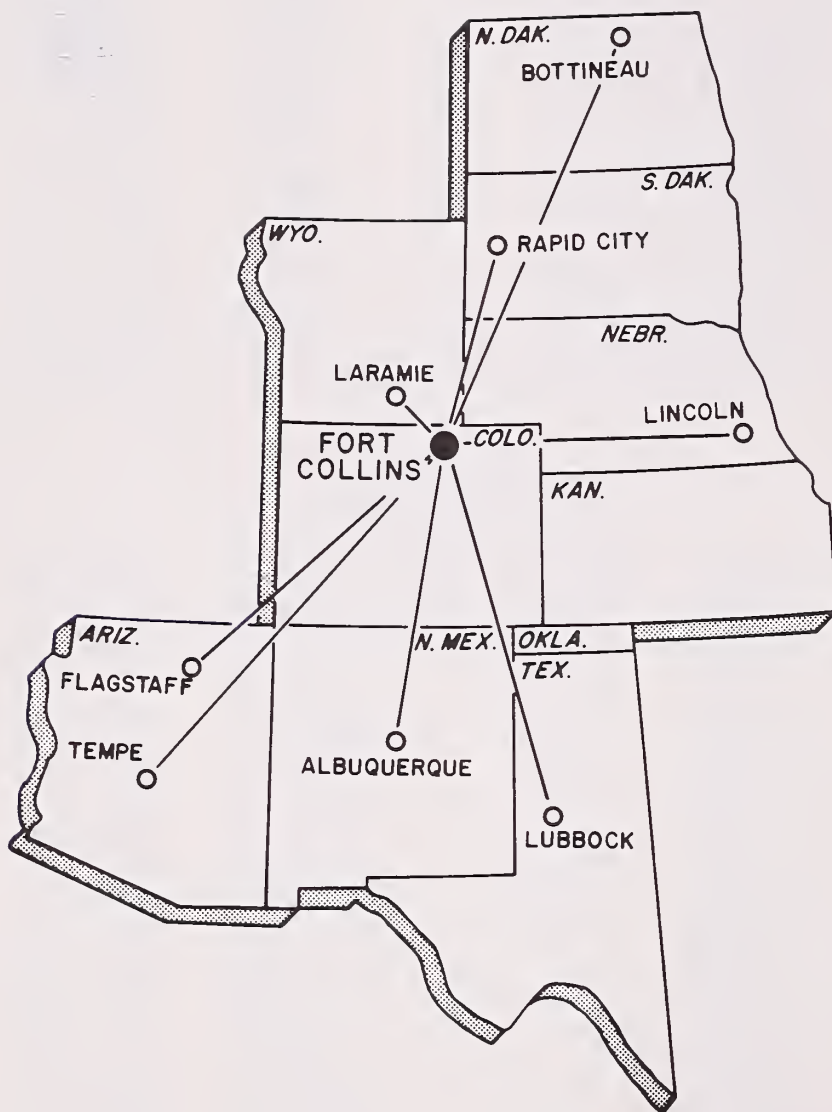 N. DAK.
BOTTINEAU
S. DAK.
RAPID CITY
WYO.
NEBR.
LARAMIE
LINCOLN
FORT
COLLINS
COLO.
KAN.
ARIZ.
N. MEX.
OKLA.
TEX.
FLAGSTAFF
TEMPE
ALBUQUERQUE
LUBBOCK